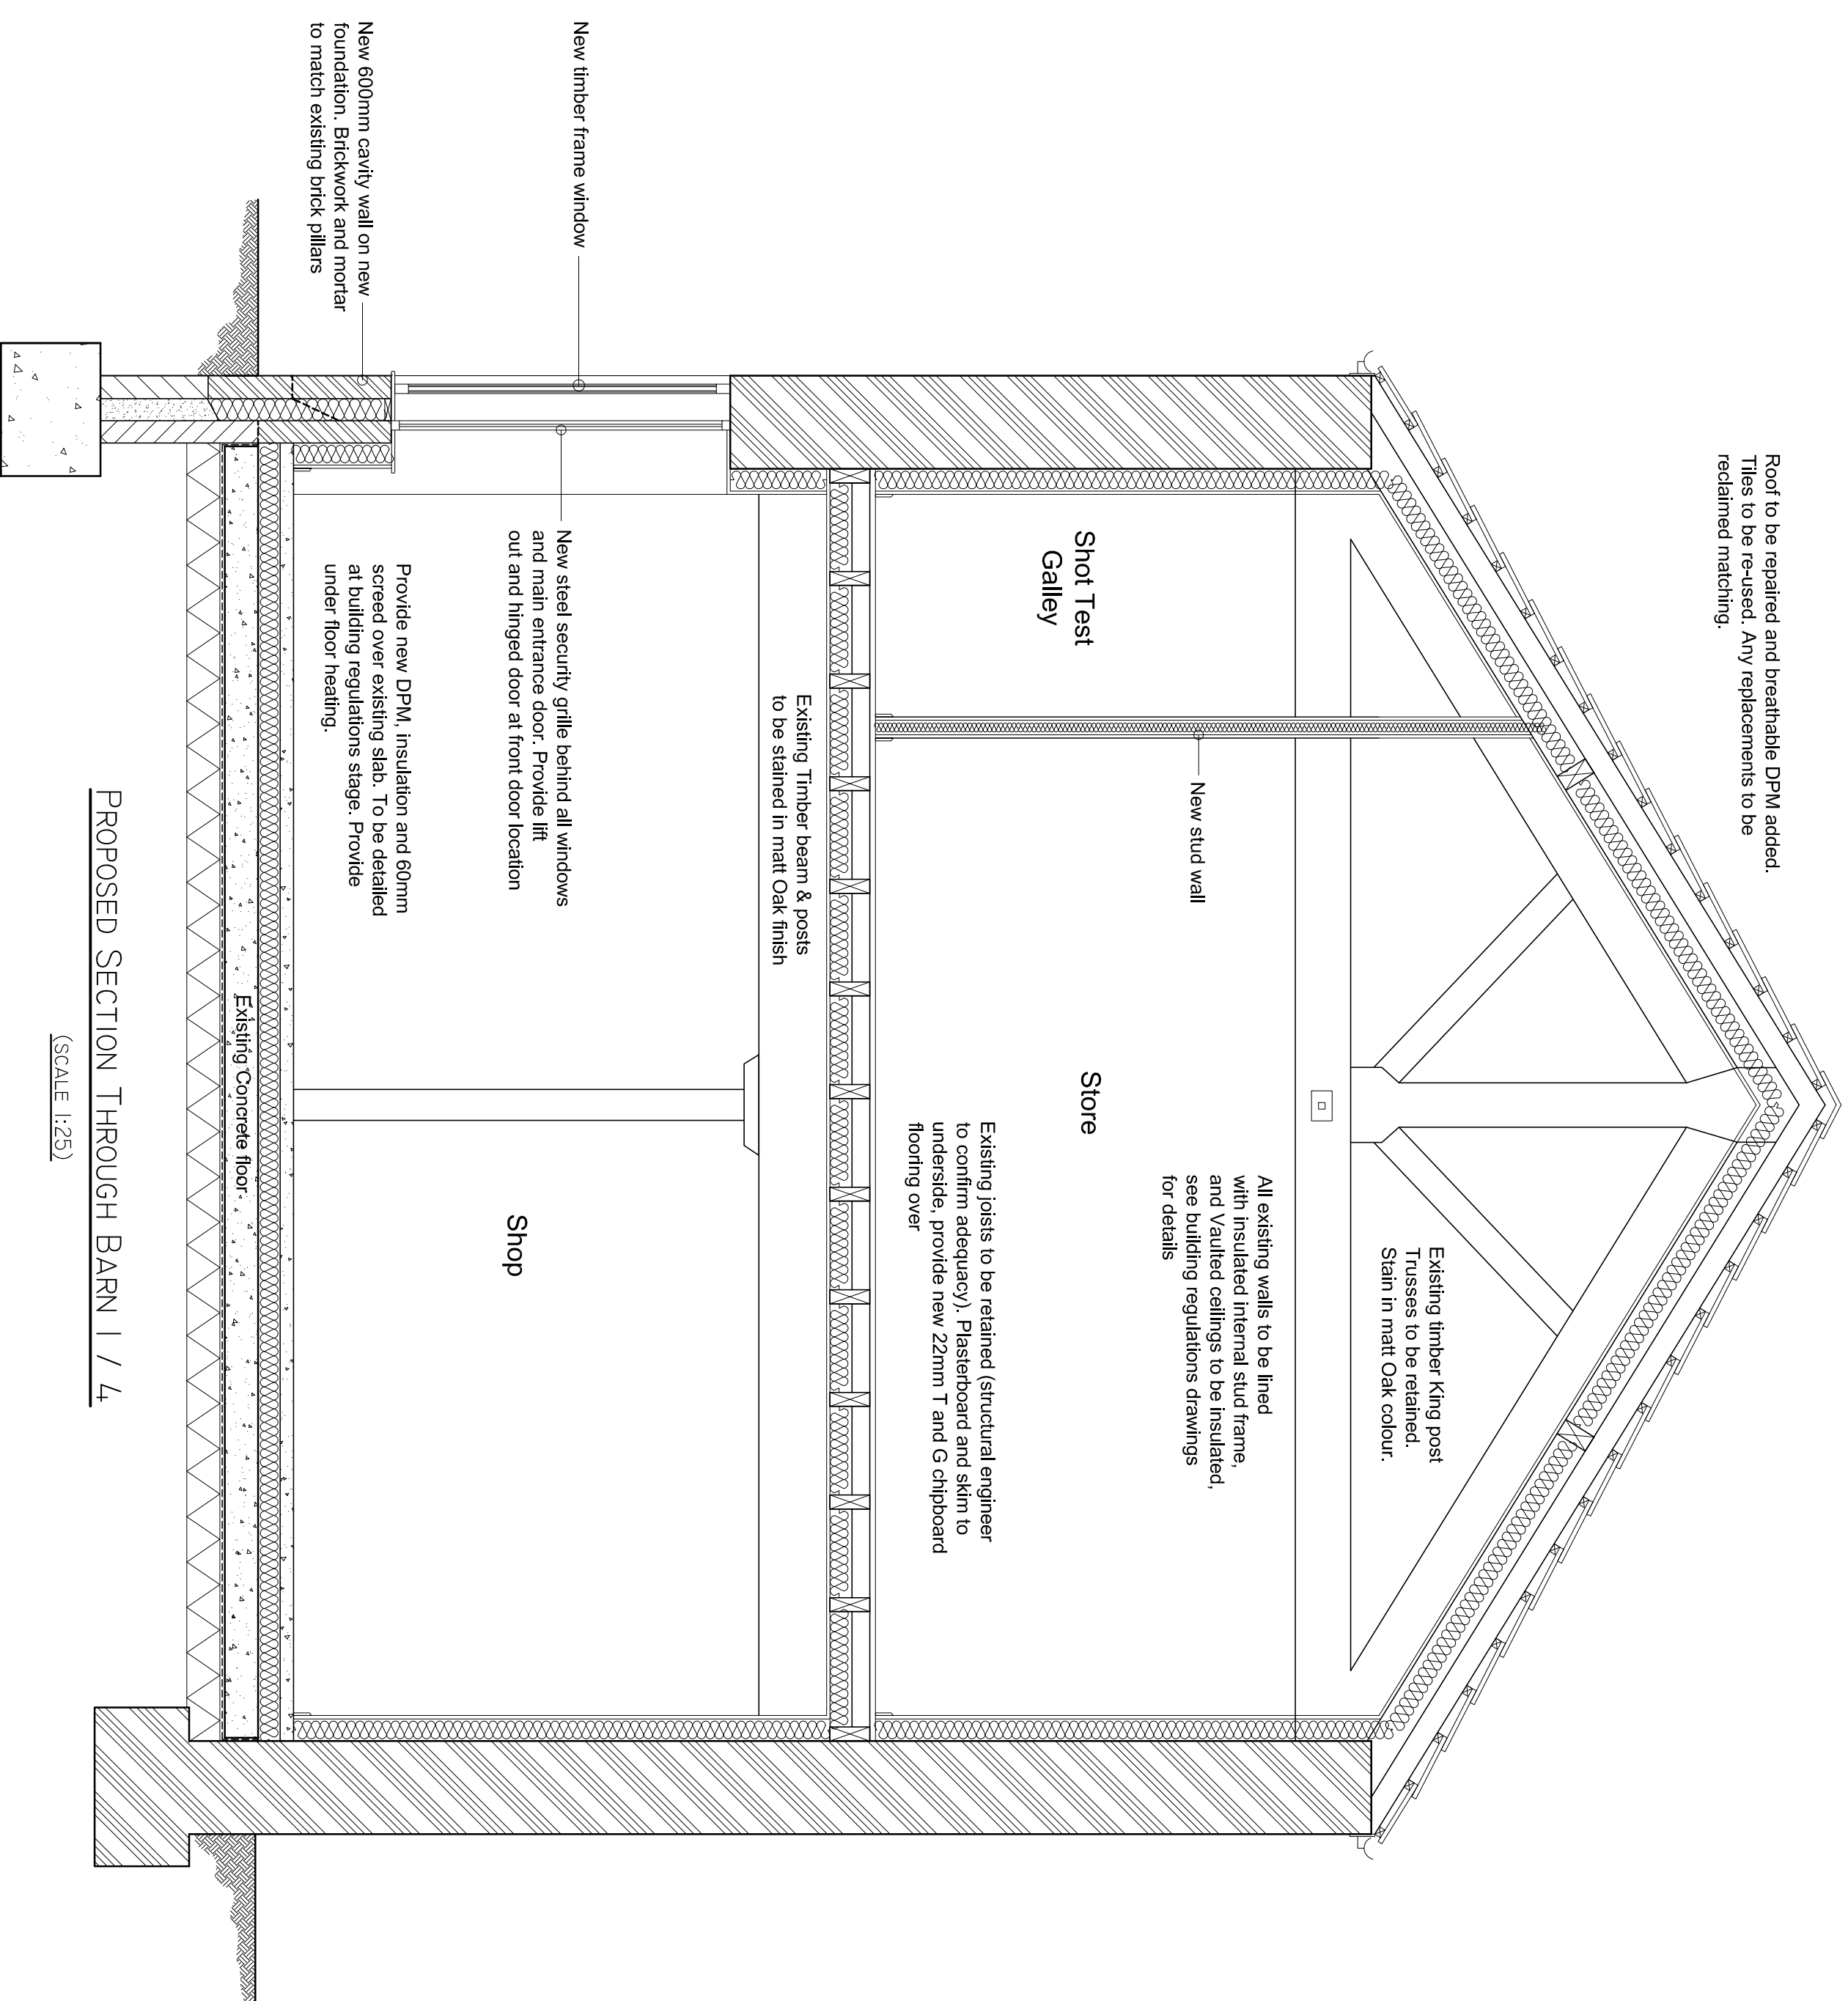 Roof to be repaired and breathable DPM added.
Tiles to be re-used. Any replacements to be
reclaimed matching.
Existing timber King post
Trusses to be retained.
Stain in matt Oak colour.
All existing walls to be lined
with insulated internal stud frame,
and Vaulted ceilings to be insulated,
see building regulations drawings
for details
New stud wall
Shot Test
Galley
Store
Existing joists to be retained (structural engineer
to confirm adequacy). Plasterboard and skim to
underside, provide new 22mm T and G chipboard
flooring over
Existing Timber beam & posts
to be stained in matt Oak finish
New timber frame window
New steel security grille behind all windows
and main entrance door. Provide lift
out and hinged door at front door location
Shop
Provide new DPM, insulation and 60mm
screed over existing slab. To be detailed
at building regulations stage. Provide
under floor heating.
New 600mm cavity wall on new
foundation. Brickwork and mortar
to match existing brick pillars
Existing Concrete floor
PROPOSED SECTION THROUGH BARN 1 / 4
(SCALE 1:25)